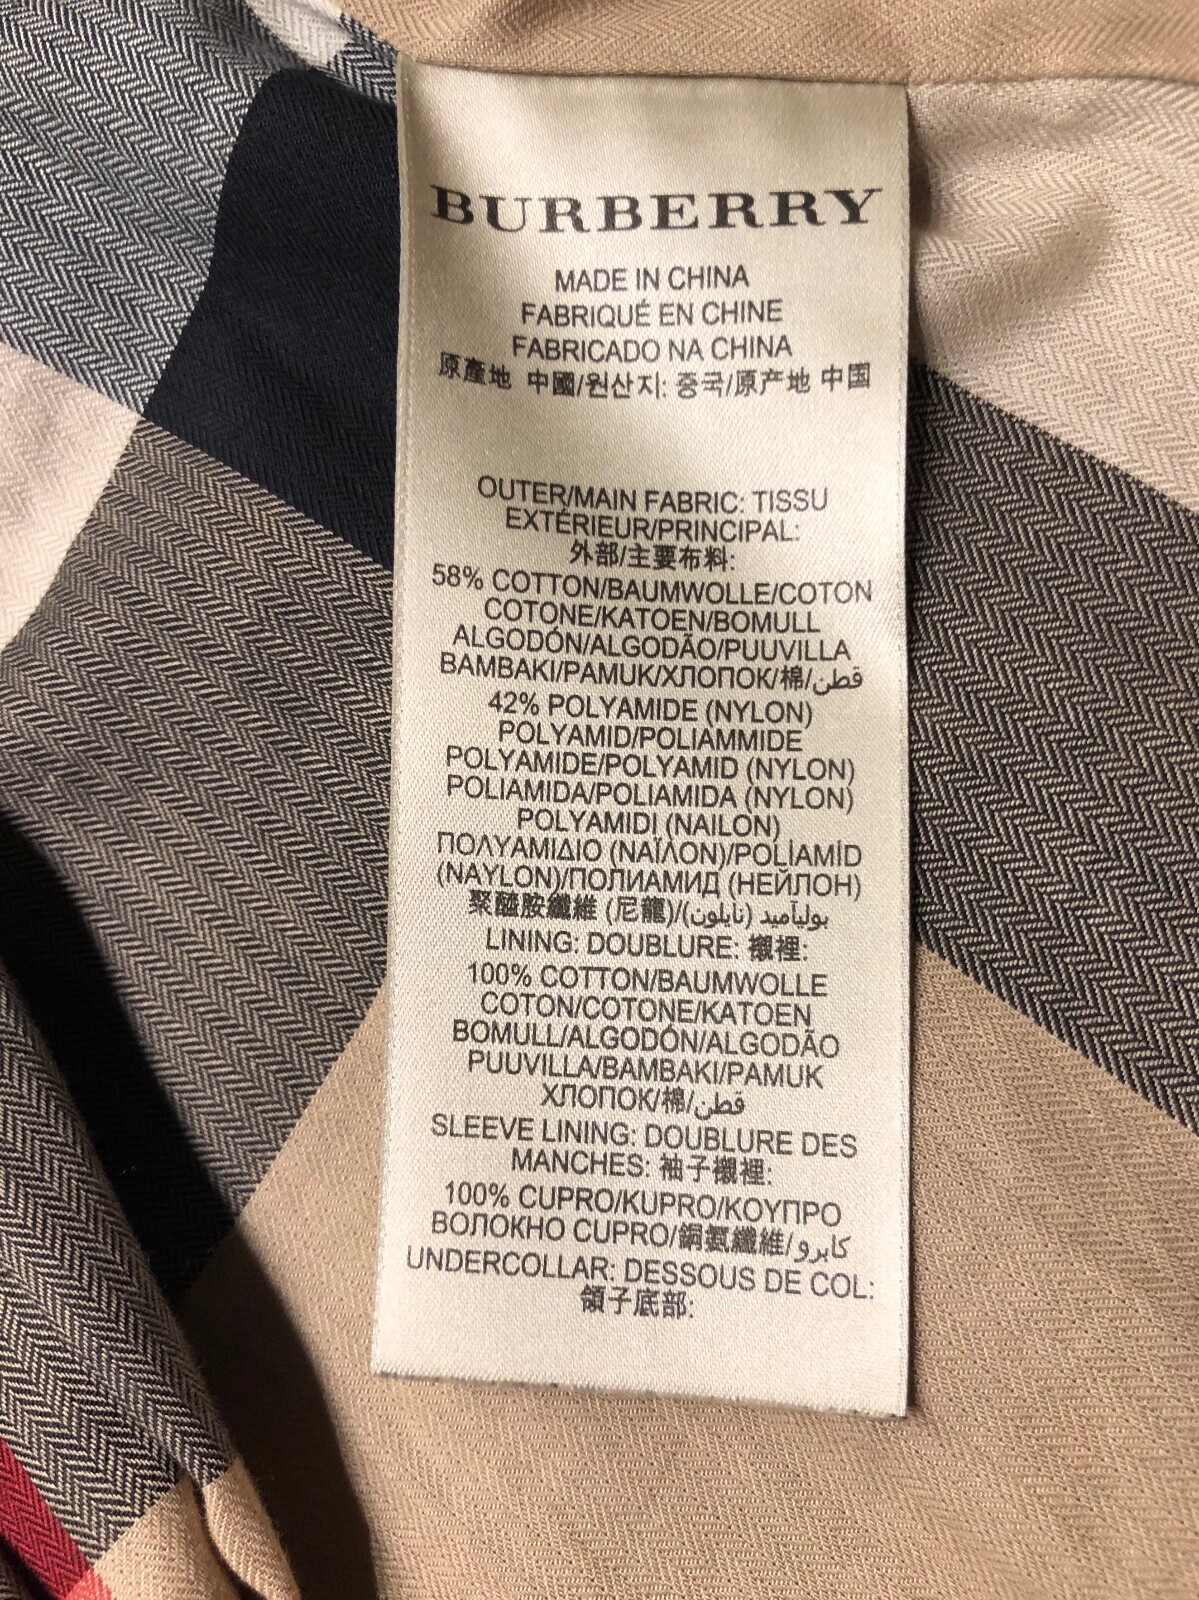 BURBERRY
MADE IN CHINA
FABRIQUÉ EN CHINE
FABRICADO NA CHINA
原產地 中國/원산지: 중국/原产地 中国
OUTER/MAIN FABRIC: TISSU
EXTÉRIEUR/PRINCIPAL:
外部/主要布料:
58% COTTON/BAUMWOLLE/COTON
COTONE/KATOEN/BOMULL
ALGODÓN/ALGODÃO/PUUVILLA
BAMBAKI/PAMUK/ХЛОПОК/棉/قطن
42% POLYAMIDE (NYLON)
POLYAMID/POLIAMMIDE
POLYAMIDE/POLYAMID (NYLON)
POLIAMIDA/POLIAMIDA (NYLON)
POLYAMIDI (NAILON)
ΠΟΛΥΑΜΙΔΙΟ (ΝΑΪΛΟΝ)/POLİAMİD
(NAYLON)/ПОЛИАМИД (НЕЙЛОН)
聚醯胺纖維 (尼龍)/بوليآميد (نايلون)
LINING: DOUBLURE: 襯裡:
100% COTTON/BAUMWOLLE
COTON/COTONE/KATOEN
BOMULL/ALGODÓN/ALGODÃO
PUUVILLA/BAMBAKI/PAMUK
ХЛОПОК/棉/قطن
SLEEVE LINING: DOUBLURE DES
MANCHES: 袖子襯裡:
100% CUPRO/KUPRO/ΚΟΥΠΡΟ
ВОЛОКНО CUPRO/銅氨纖維/كابرو
UNDERCOLLAR: DESSOUS DE COL:
領子底部: